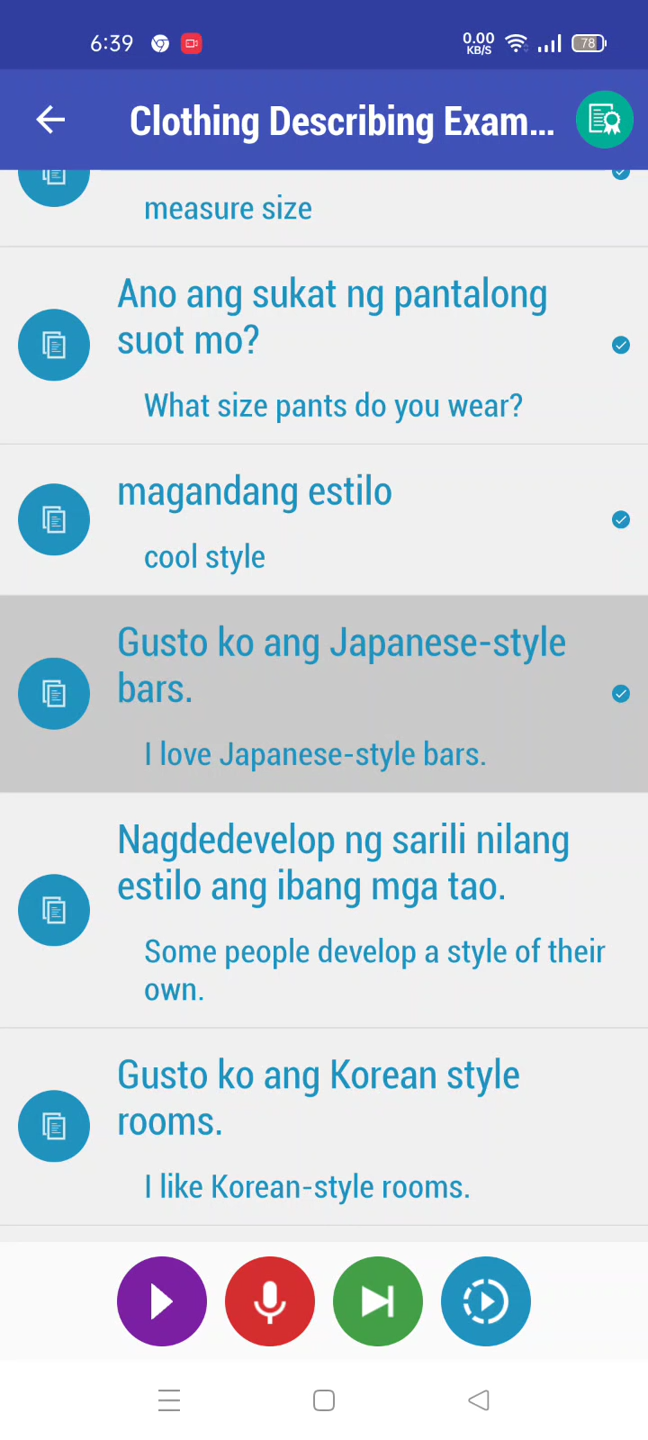 6:39
0.00
KB/S
78
Clothing Describing Exam...
measure size
Ano ang sukat ng pantalong
suot mo?
What size pants do you wear?
magandang estilo
cool style
Gusto ko ang Japanese-style
bars.
I love Japanese-style bars.
Nagdedevelop ng sarili nilang
estilo ang ibang mga tao.
Some people develop a style of their
own.
Gusto ko ang Korean style
rooms.
I like Korean-style rooms.